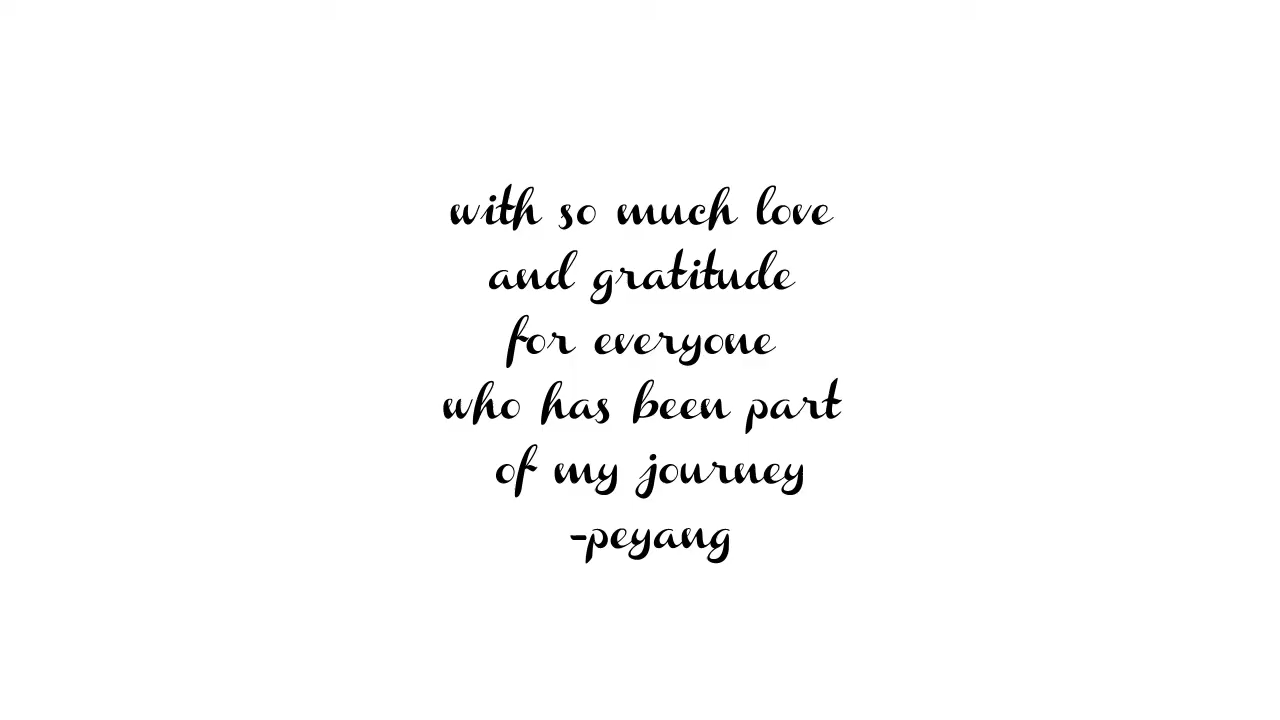 with so much love
and gratitude
for everyone
who has been part
of my journey
-peyang